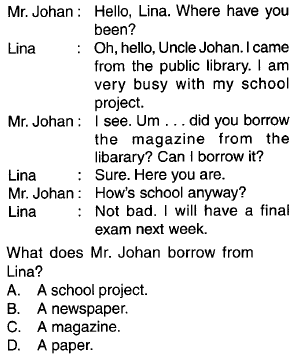 Mr. Johan : Hello, Lina. Where have you
been?
Lina : Oh, hello, Uncle Johan. I came
from the public library. I am
very busy with my school
project.
Mr. Johan : I see. Um . . . did you borrow
the magazine from the
libarary? Can I borrow it?
Lina : Sure. Here you are.
Mr. Johan : How's school anyway?
Lina : Not bad. I will have a final
exam next week.
What does Mr. Johan borrow from
Lina?
A. A school project.
B. A newspaper.
C. A magazine.
D. A paper.